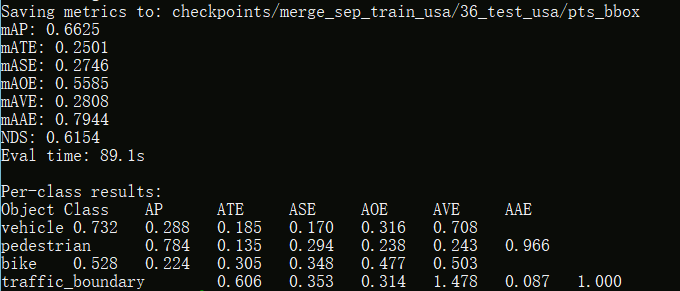 Saving metrics to: checkpoints/merge_sep_train_usa/36_test_usa/pts_bbox
mAP: 0.6625
mATE: 0.2501
mASE: 0.2746
mAOE: 0.5585
mAVE: 0.2808
mAAE: 0.7944
NDS: 0.6154
Eval time: 89.1s
Per-class results:
Object Class AP ATE ASE AOE AVE AAE
vehicle 0.732 0.288 0.185 0.170 0.316 0.708
pedestrian 0.784 0.135 0.294 0.238 0.243 0.966
bike 0.528 0.224 0.305 0.348 0.477 0.503
traffic_boundary 0.606 0.353 0.314 1.478 0.087 1.000